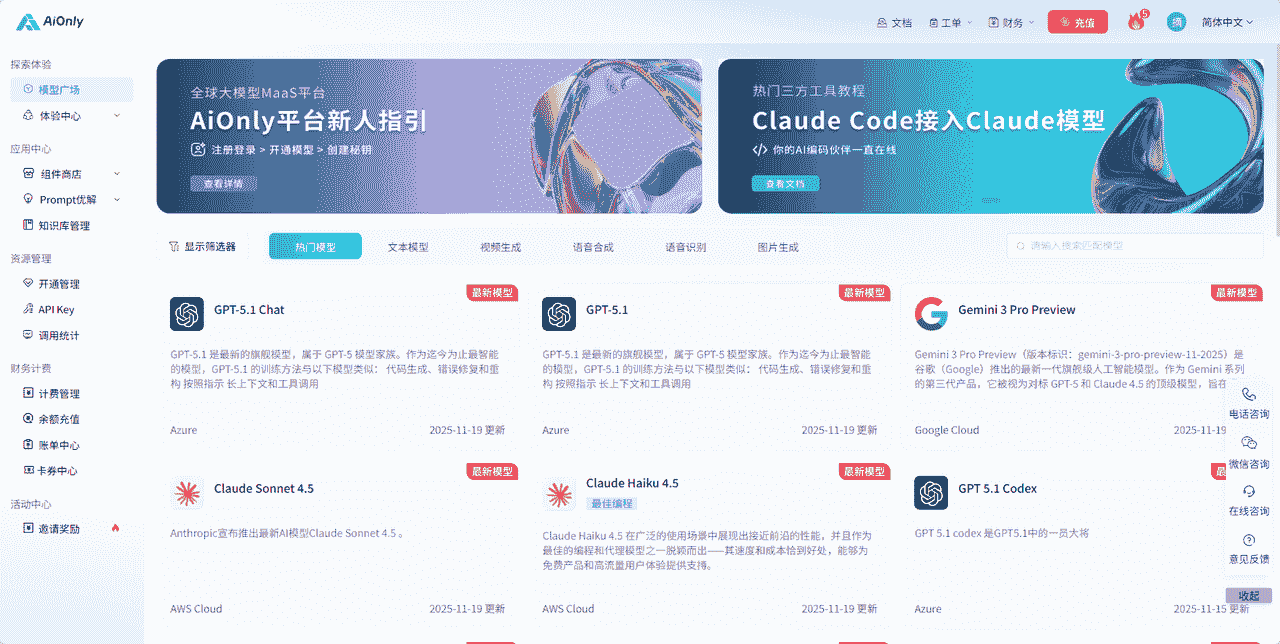 AiOnly
文档
工单
财务
充值
5
简体中文
探索体验
模型广场
体验中心
应用中心
组件商店
Prompt优解
知识库管理
资源管理
开通管理
API Key
调用统计
财务计费
计费管理
余额充值
账单中心
卡券中心
活动中心
邀请奖励
全球大模型MaaS平台
AiOnly平台新人指引
注册登录 > 开通模型 > 创建秘钥
查看详情
热门三方工具教程
Claude Code接入Claude模型
你的AI编码伙伴一直在线
查看文档
显示筛选器
热门模型
文本模型
视频生成
语音合成
语音识别
图片生成
请输入搜索匹配模型
最新模型
GPT-5.1 Chat
GPT-5.1 是最新的旗舰模型，属于 GPT-5 模型家族。作为迄今为止最智能
的模型，GPT-5.1 的训练方法与以下模型类似： 代码生成、错误修复和重
构 按照指示 长上下文和工具调用
Azure
2025-11-19 更新
最新模型
GPT-5.1
GPT-5.1 是最新的旗舰模型，属于 GPT-5 模型家族。作为迄今为止最智能
的模型，GPT-5.1 的训练方法与以下模型类似： 代码生成、错误修复和重
构 按照指示 长上下文和工具调用
Azure
2025-11-19 更新
最新模型
Gemini 3 Pro Preview
Gemini 3 Pro Preview（版本标识：gemini-3-pro-preview-11-2025）是
谷歌（Google）推出的最新一代旗舰级人工智能模型。作为 Gemini 系列
的第三代产品，它被视为对标 GPT-5 和 Claude 4.5 的顶级模型，旨在
Google Cloud
2025-11-19
最新模型
Claude Sonnet 4.5
Anthropic宣布推出最新AI模型Claude Sonnet 4.5 。
AWS Cloud
2025-11-19 更新
最新模型
Claude Haiku 4.5
最佳编程
Claude Haiku 4.5 在广泛的使用场景中展现出接近前沿的性能，并且作为
最佳的编程和代理模型之一脱颖而出——其速度和成本恰到好处，能够为
免费产品和高流量用户体验提供支持。
AWS Cloud
2025-11-19 更新
最
GPT 5.1 Codex
GPT 5.1 codex 是GPT5.1中的一员大将
Azure
2025-11-15 更新
电话咨询
微信咨询
在线咨询
意见反馈
收起